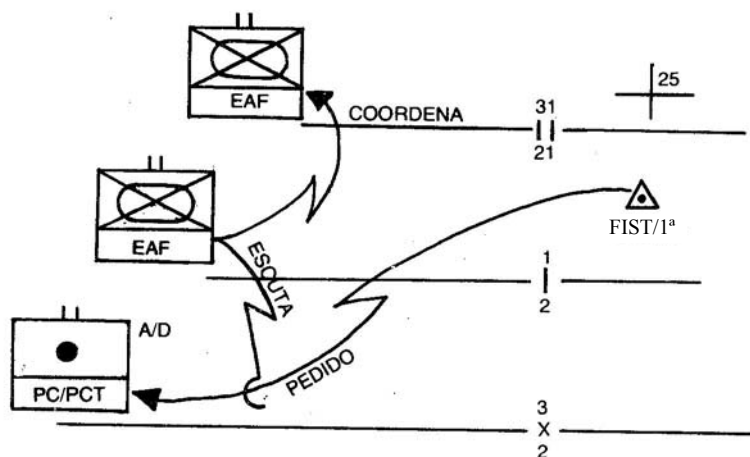 EAF
COORDENA
31
21
25
EAF
ESCUTA
FIST/1ª
1
2
A/D
PC/PCT
PEDIDO
3
X
2